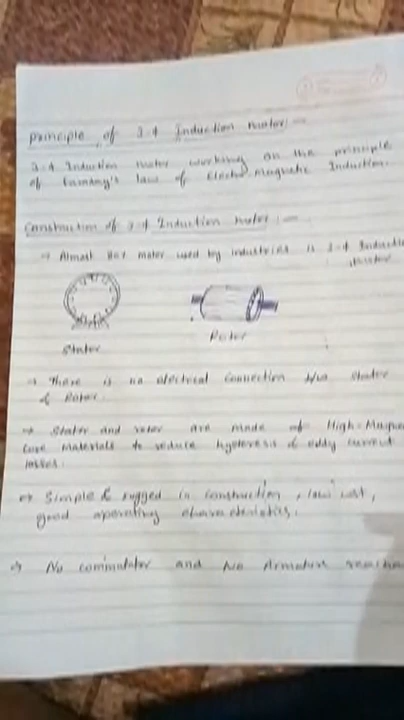 Principle of 3-ϕ Induction motor :-
3-ϕ Induction motor working on the principle
of Faraday's law of Electro-Magnetic Induction.
Construction of 3-ϕ Induction motor :-
→ Almost motor used by industries is 3-ϕ Induction
motor
Stator
Rotor
→ There is no electrical connection b/w stator
& Rotor.
→ Stator and rotor are made of High-Magne
core materials to reduce hysteresis & eddy current
losses.
→ Simple & rugged in construction, low cost,
good operating characteristics.
→ No commutator and No Armature reaction